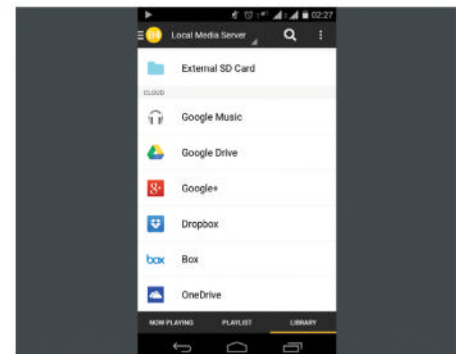 02:27
Local Media Server
External SD Card
CLOUD
Google Music
Google Drive
8+
Google+
Dropbox
box
Box
OneDrive
NOW PLAYING PLAYLIST LIBRARY